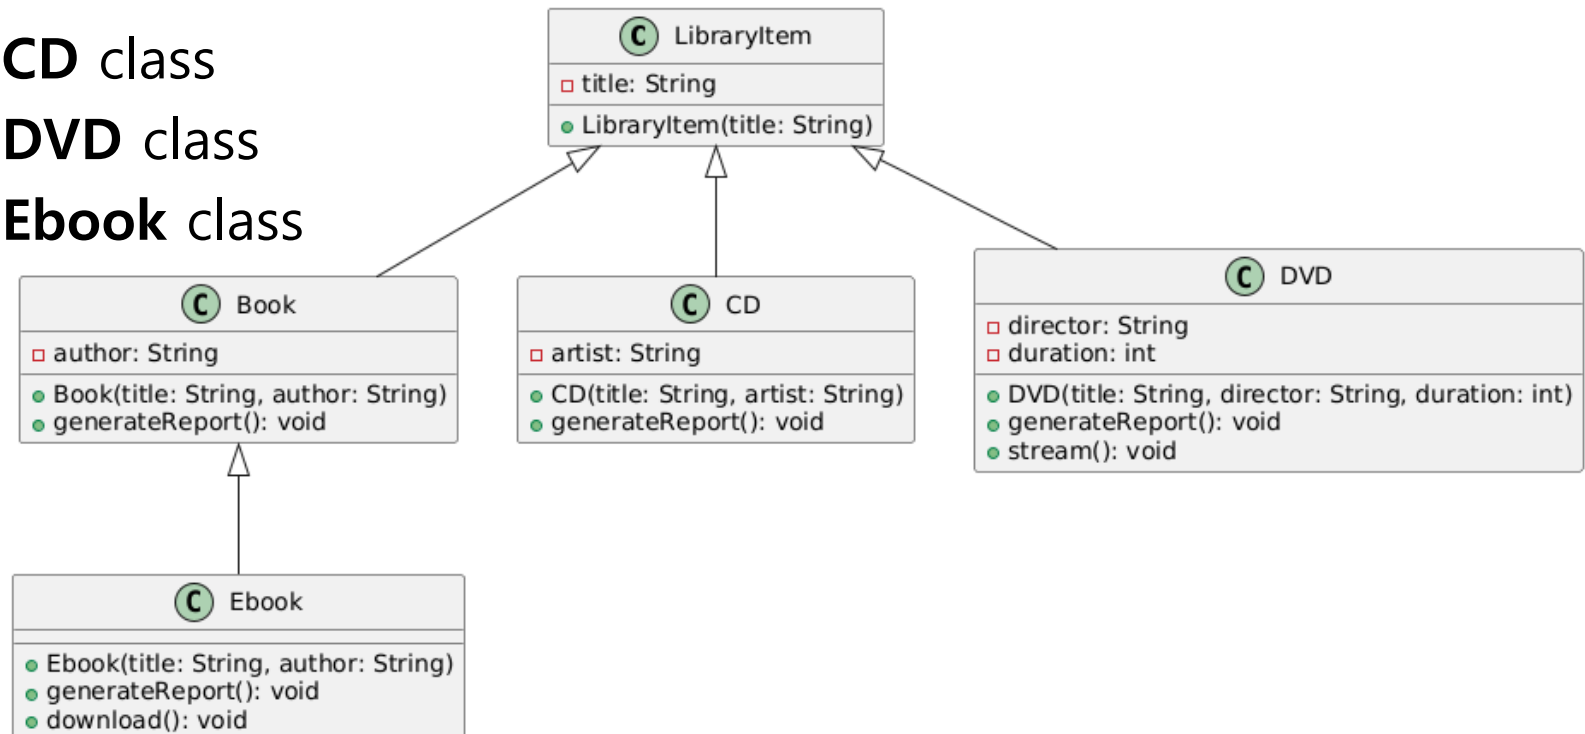 CD class
DVD class
Ebook class
C LibraryItem
title: String
LibraryItem(title: String)
C Book
author: String
Book(title: String, author: String)
generateReport(): void
C CD
artist: String
CD(title: String, artist: String)
generateReport(): void
C DVD
director: String
duration: int
DVD(title: String, director: String, duration: int)
generateReport(): void
stream(): void
C Ebook
Ebook(title: String, author: String)
generateReport(): void
download(): void